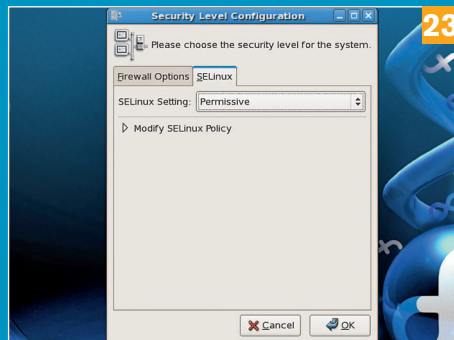 Security Level Configuration
23
Please choose the security level for the system.
Firewall Options SELinux
SELinux Setting: Permissive
Modify SELinux Policy
Cancel OK